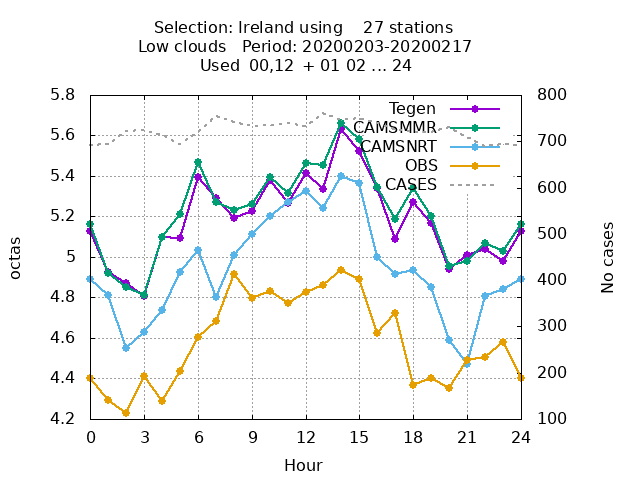 Selection: Ireland using    27 stations
Low clouds   Period: 20200203-20200217
Used  00,12  + 01 02 ... 24
5.8
5.6
5.4
5.2
5
4.8
4.6
4.4
4.2
800
700
600
500
400
300
200
100
0
3
6
9
12
15
18
21
24
octas
No cases
Hour
Tegen
CAMSMMR
CAMSNRT
OBS
CASES